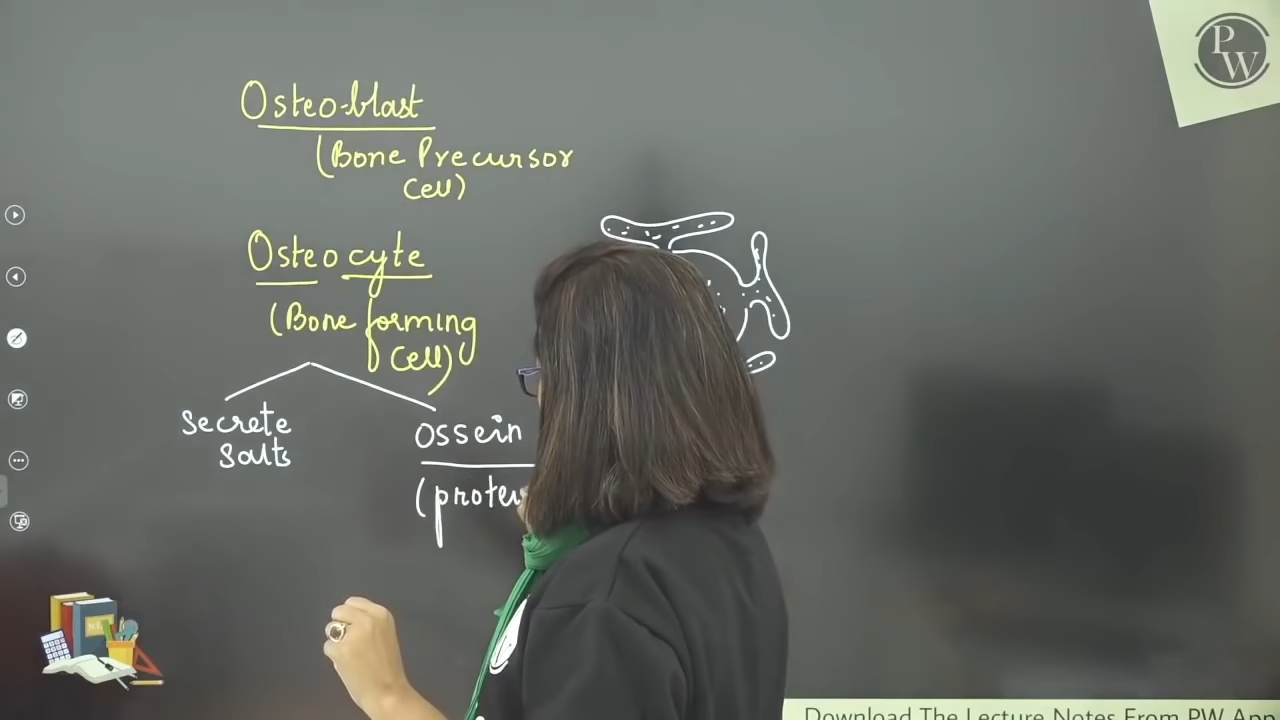 PW
Osteo-blast
(Bone Precursor
Cell)
Osteocyte
(Bone forming
Cell)
Secrete
Salts
Ossein
Download The Lecture Notes From PW App